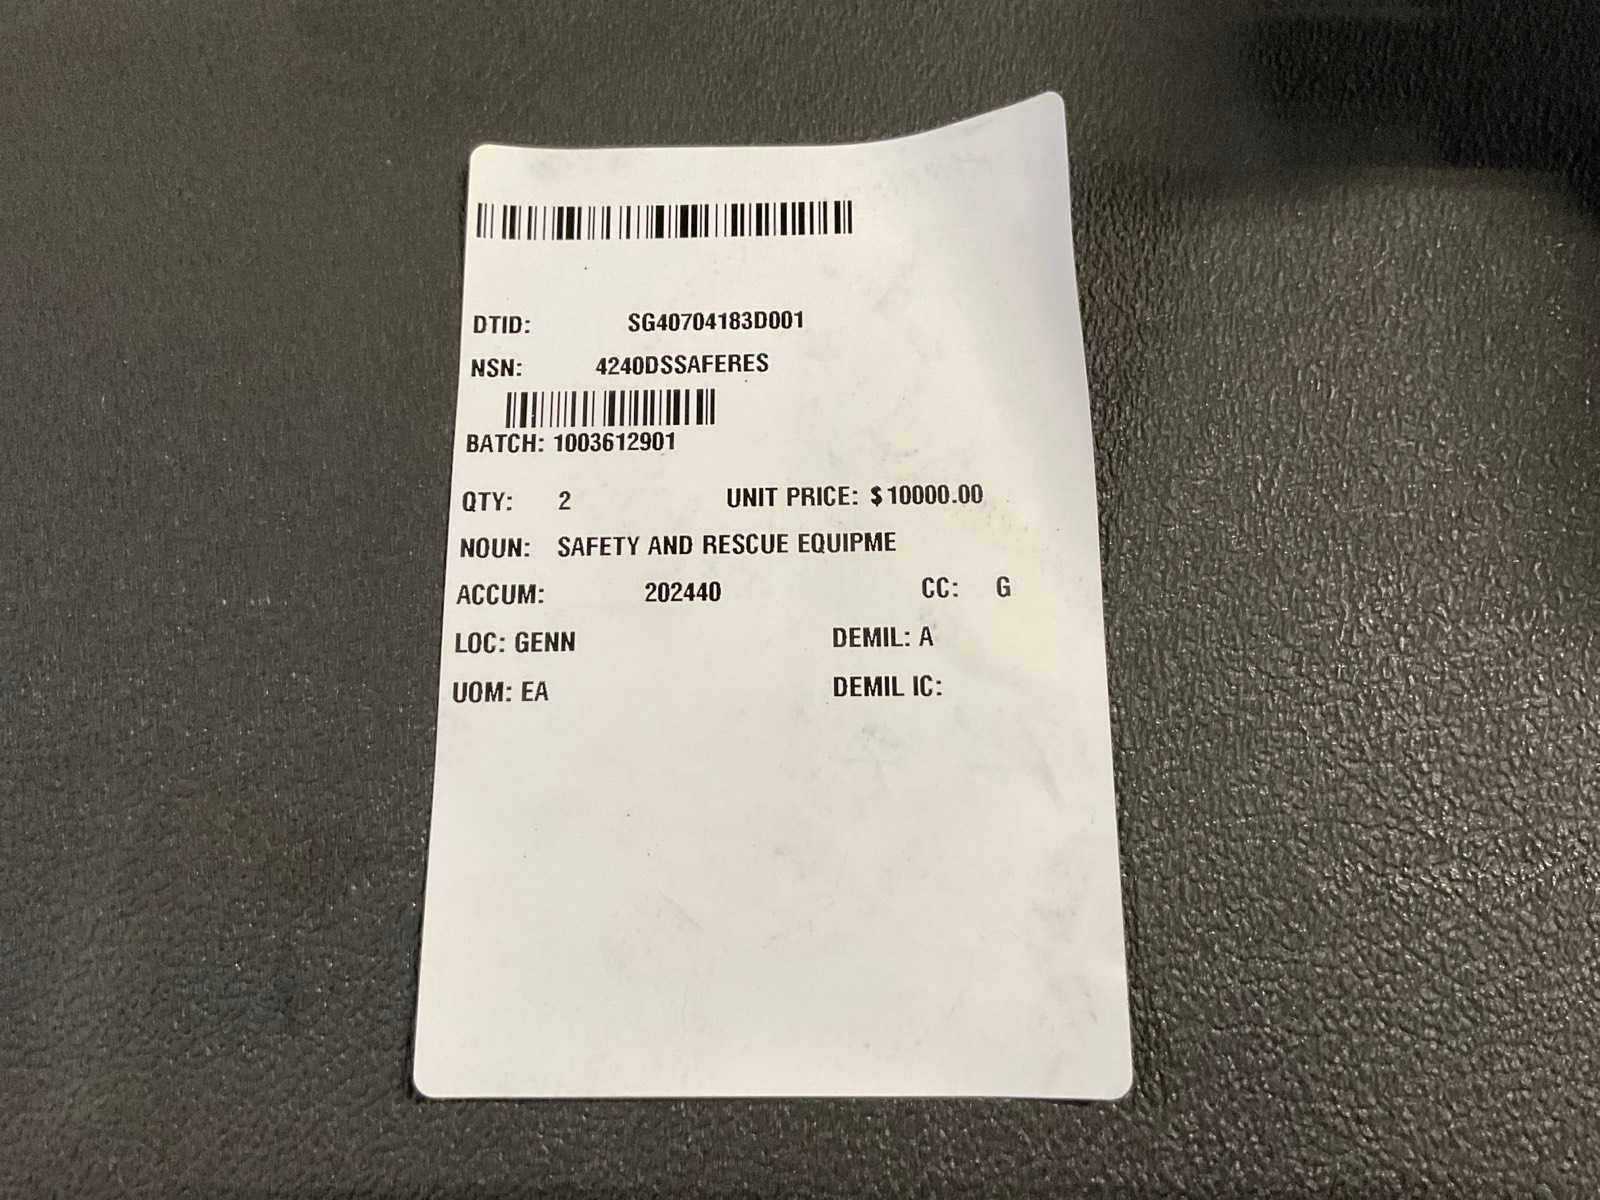 DTID: SG40704183D001
NSN: 4240DSSAFERES
BATCH: 1003612901
QTY: 2 UNIT PRICE: $10000.00
NOUN: SAFETY AND RESCUE EQUIPME
ACCUM: 202440 CC: G
LOC: GENN DEMIL: A
UOM: EA DEMIL IC: